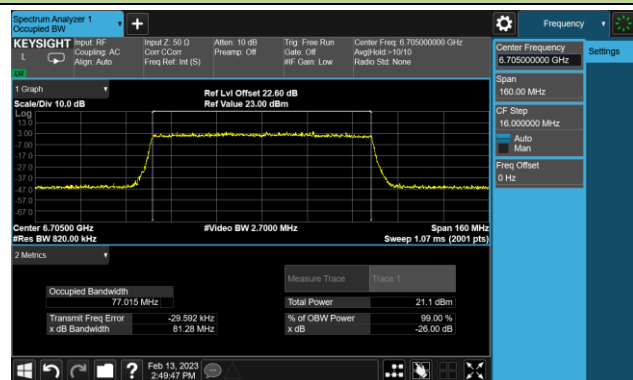 Spectrum Analyzer 1
Occupied BW
+
Frequency
KEYSIGHT Input: RF Input Z: 50 Ω Atten: 10 dB Trig: Free Run Center Freq: 6.705000000 GHz
L Coupling: AC Corr CCorr Preamp: Off Gate: Off Avg|Hold:>10/10
Align: Auto Freq Ref: Int (S) #IF Gain: Low Radio Std: None
Center Frequency
6.705000000 GHz
Settings
Span
160.00 MHz
CF Step
16.000000 MHz
Auto
Man
Freq Offset
0 Hz
1 Graph
Ref Lvl Offset 22.60 dB
Scale/Div 10.0 dB Ref Value 23.00 dBm
Log
13.0
3.00
-7.00
-17.0
-27.0
-37.0
-47.0
-57.0
-67.0
Center 6.70500 GHz #Video BW 2.7000 MHz Span 160 MHz
#Res BW 820.00 kHz Sweep 1.07 ms (2001 pts)
2 Metrics
Measure Trace Trace 1
Occupied Bandwidth
77.015 MHz Total Power 21.1 dBm
Transmit Freq Error -29.592 kHz % of OBW Power 99.00 %
x dB Bandwidth 81.28 MHz x dB -26.00 dB
? Feb 13, 2023
2:49:47 PM